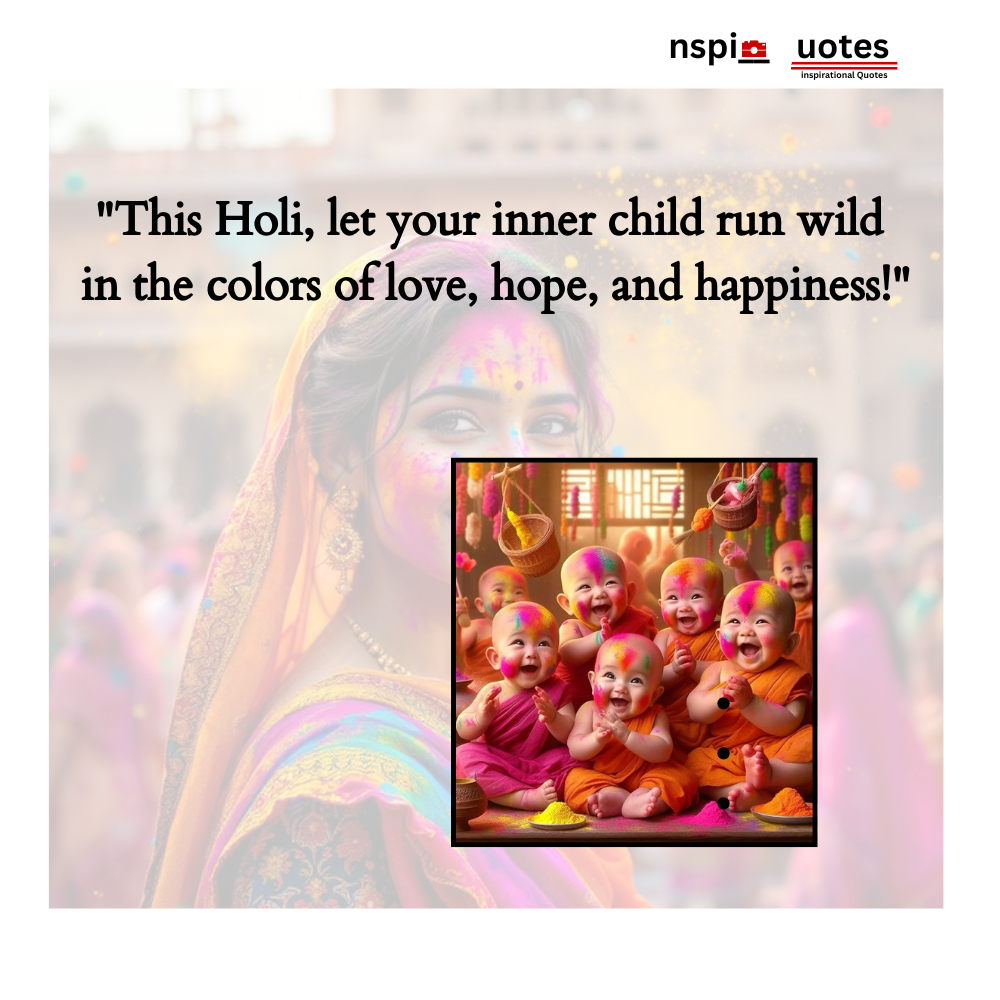 nspi uotes
inspirational Quotes
"This Holi, let your inner child run wild
in the colors of love, hope, and happiness!"